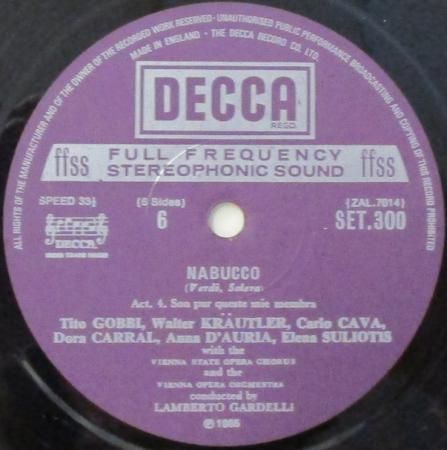 ALL RIGHTS OF THE MANUFACTURER AND OF THE OWNER OF THE RECORDED WORK RESERVED · UNAUTHORISED PUBLIC PERFORMANCE BROADCASTING AND COPYING OF THIS RECORD PROHIBITED
MADE IN ENGLAND · THE DECCA RECORD CO. LTD.
DECCA
REGD.
ffss FULL FREQUENCY STEREOPHONIC SOUND ffss
SPEED 33⅓ (6 Sides) (ZAL.7014)
6 SET.300
DECCA
NABUCCO
(Verdi, Solera)
Act. 4. Son pur queste mie membra
Tito GOBBI, Walter KRÄUTLER, Carlo CAVA,
Dora CARRAL, Anna D'AURIA, Elena SULIOTIS
with the
VIENNA STATE OPERA CHORUS
and the
VIENNA OPERA ORCHESTRA
conducted by
LAMBERTO GARDELLI
℗ 1965